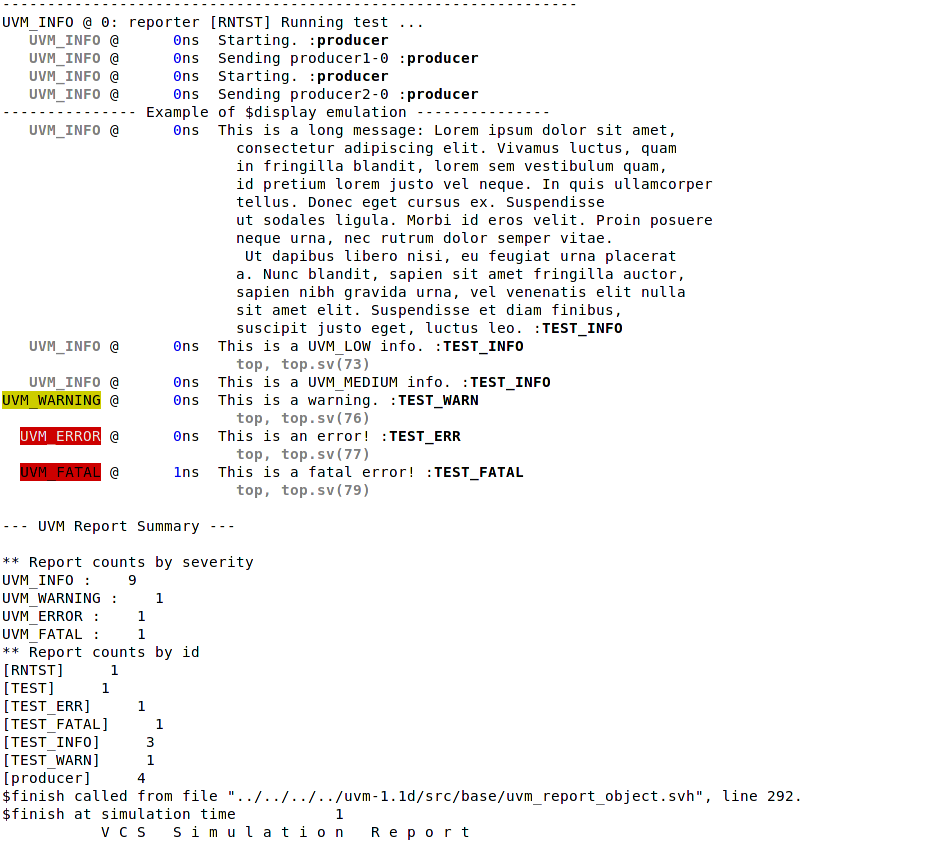 ----------------------------------------------------------------
UVM_INFO @ 0: reporter [RNTST] Running test ...
   UVM_INFO @      0ns  Starting. :producer
   UVM_INFO @      0ns  Sending producer1-0 :producer
   UVM_INFO @      0ns  Starting. :producer
   UVM_INFO @      0ns  Sending producer2-0 :producer
--------------- Example of $display emulation ---------------
   UVM_INFO @      0ns  This is a long message: Lorem ipsum dolor sit amet,
                          consectetur adipiscing elit. Vivamus luctus, quam
                          in fringilla blandit, lorem sem vestibulum quam,
                          id pretium lorem justo vel neque. In quis ullamcorper
                          tellus. Donec eget cursus ex. Suspendisse
                          ut sodales ligula. Morbi id eros velit. Proin posuere
                          neque urna, nec rutrum dolor semper vitae.
                           Ut dapibus libero nisi, eu feugiat urna placerat
                          a. Nunc blandit, sapien sit amet fringilla auctor,
                          sapien nibh gravida urna, vel venenatis elit nulla
                          sit amet elit. Suspendisse et diam finibus,
                          suscipit justo eget, luctus leo. :TEST_INFO
   UVM_INFO @      0ns  This is a UVM_LOW info. :TEST_INFO
                          top, top.sv(73)
   UVM_INFO @      0ns  This is a UVM_MEDIUM info. :TEST_INFO
UVM_WARNING @      0ns  This is a warning. :TEST_WARN
                          top, top.sv(76)
  UVM_ERROR @      0ns  This is an error! :TEST_ERR
                          top, top.sv(77)
  UVM_FATAL @      1ns  This is a fatal error! :TEST_FATAL
                          top, top.sv(79)

--- UVM Report Summary ---

** Report counts by severity
UVM_INFO :    9
UVM_WARNING :    1
UVM_ERROR :    1
UVM_FATAL :    1
** Report counts by id
[RNTST]     1
[TEST]     1
[TEST_ERR]     1
[TEST_FATAL]     1
[TEST_INFO]     3
[TEST_WARN]     1
[producer]     4
$finish called from file "../../../../uvm-1.1d/src/base/uvm_report_object.svh", line 292.
$finish at simulation time           1
           V C S   S i m u l a t i o n   R e p o r t